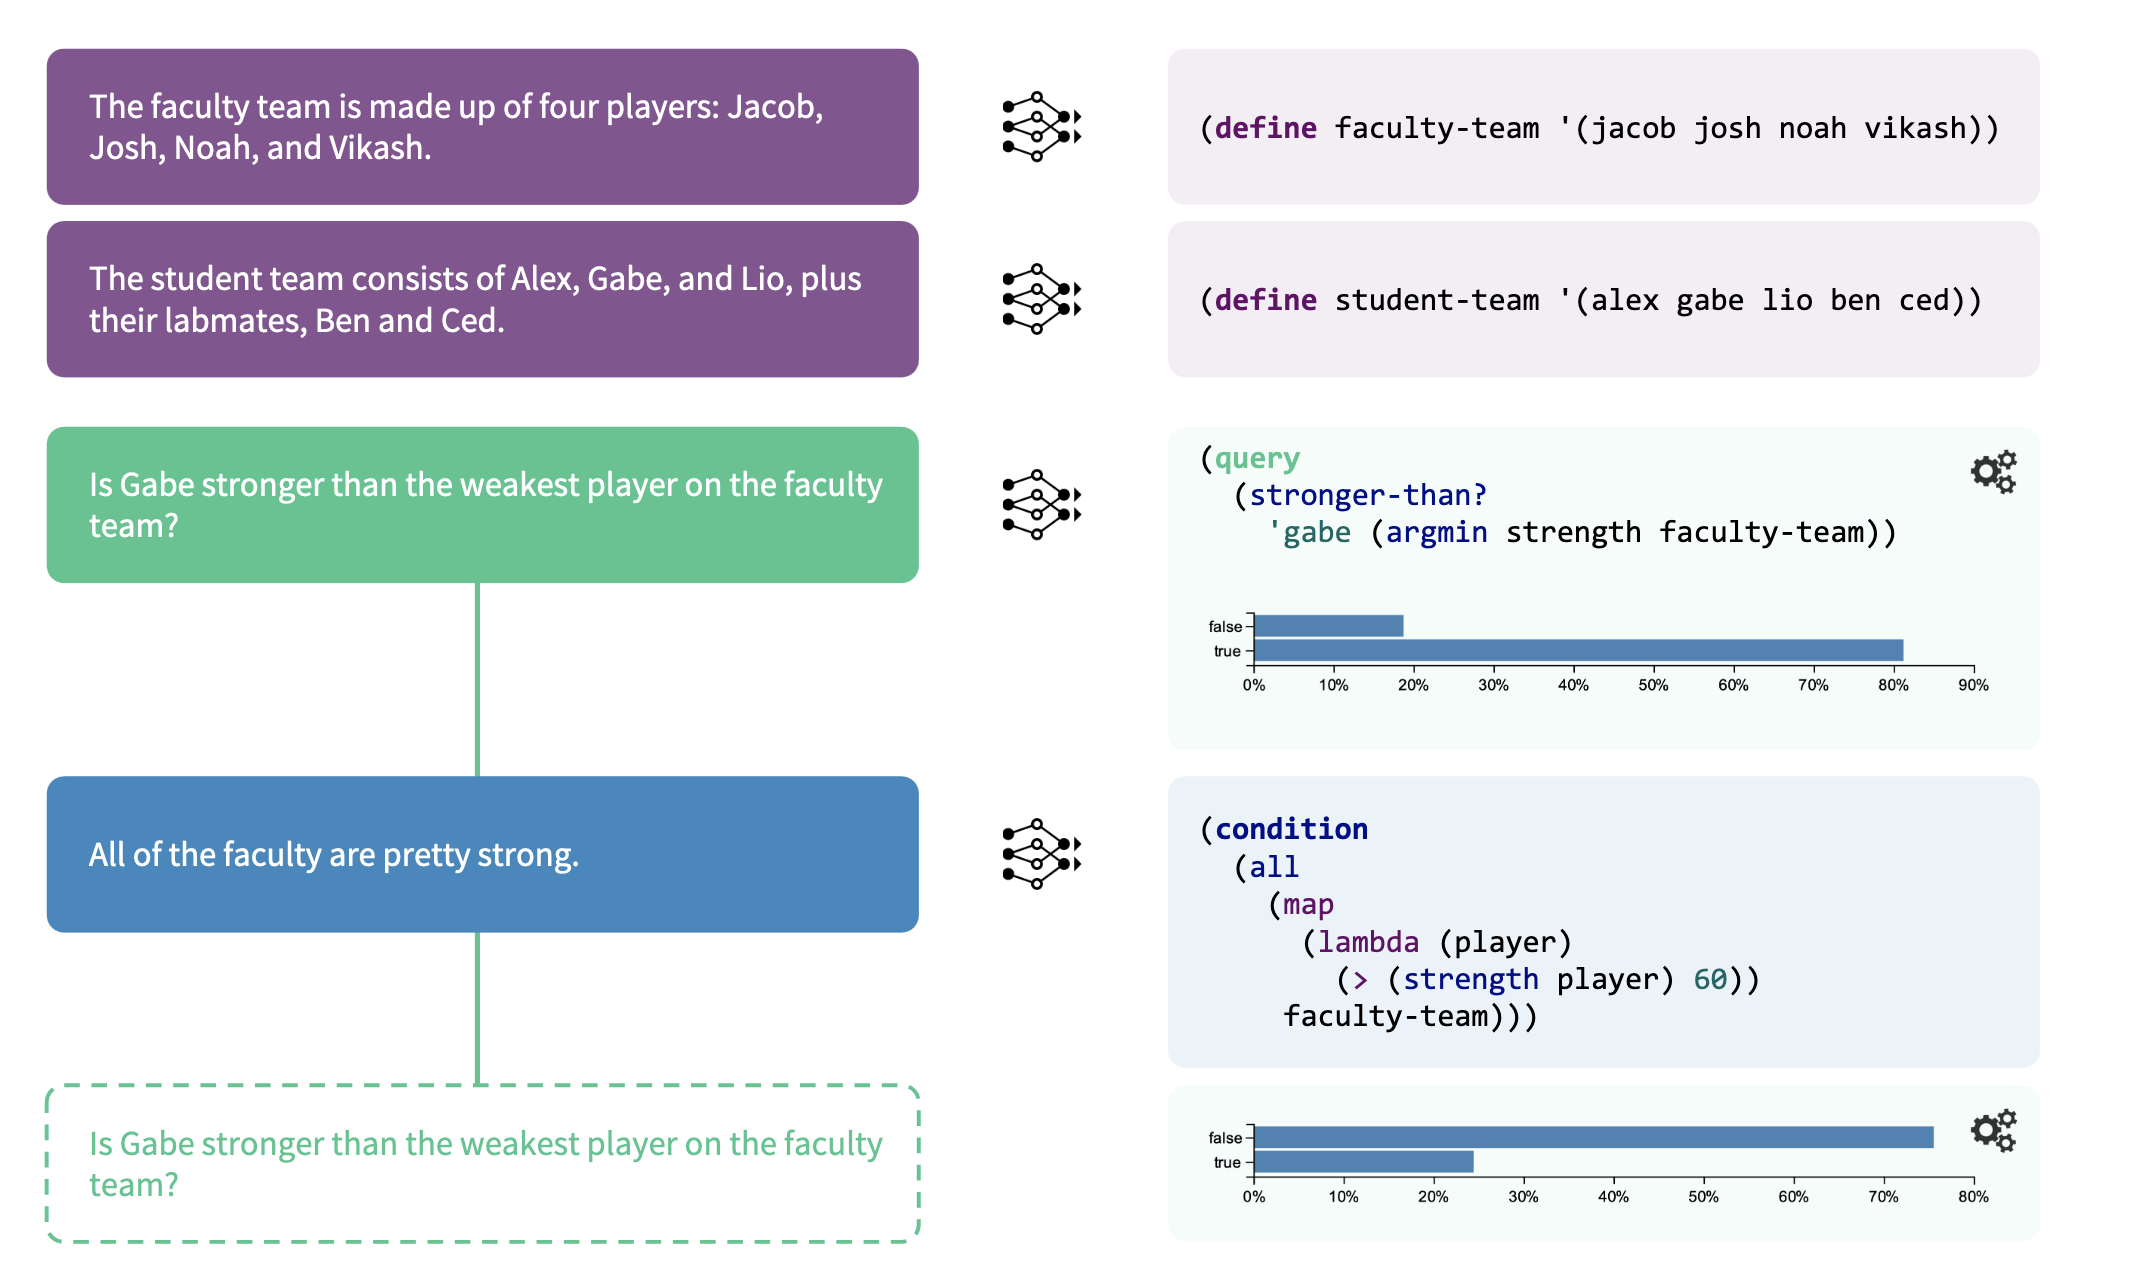 The faculty team is made up of four players: Jacob,
Josh, Noah, and Vikash.
(define faculty-team '(jacob josh noah vikash))
The student team consists of Alex, Gabe, and Lio, plus
their labmates, Ben and Ced.
(define student-team '(alex gabe lio ben ced))
Is Gabe stronger than the weakest player on the faculty
team?
(query
(stronger-than?
'gabe (argmin strength faculty-team))
false
true
0% 10% 20% 30% 40% 50% 60% 70% 80% 90%
All of the faculty are pretty strong.
(condition
(all
(map
(lambda (player)
(> (strength player) 60))
faculty-team)))
Is Gabe stronger than the weakest player on the faculty
team?
false
true
0% 10% 20% 30% 40% 50% 60% 70% 80%